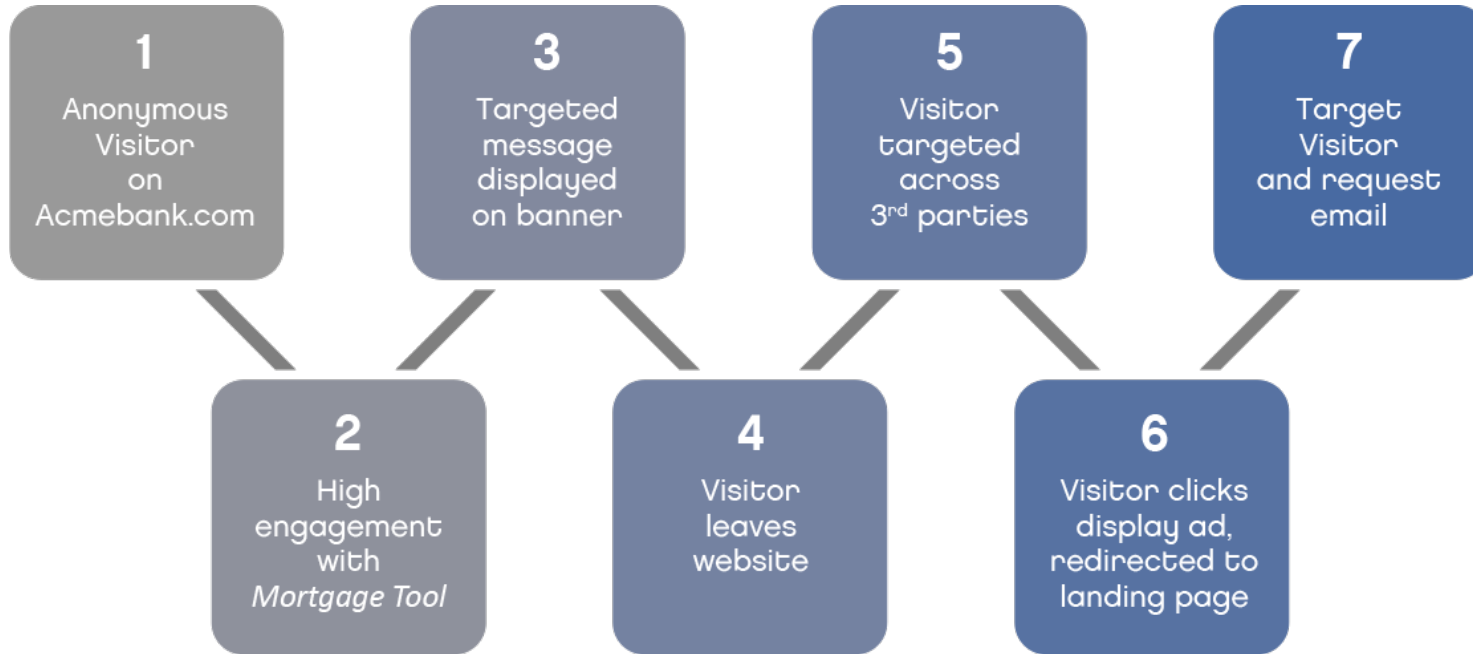 1
Anonymous
Visitor
on
Acmebank.com
2
High
engagement
with
Mortgage Tool
3
Targeted
message
displayed
on banner
4
Visitor
leaves
website
5
Visitor
targeted
across
3rd parties
6
Visitor clicks
display ad,
redirected to
landing page
7
Target
Visitor
and request
email